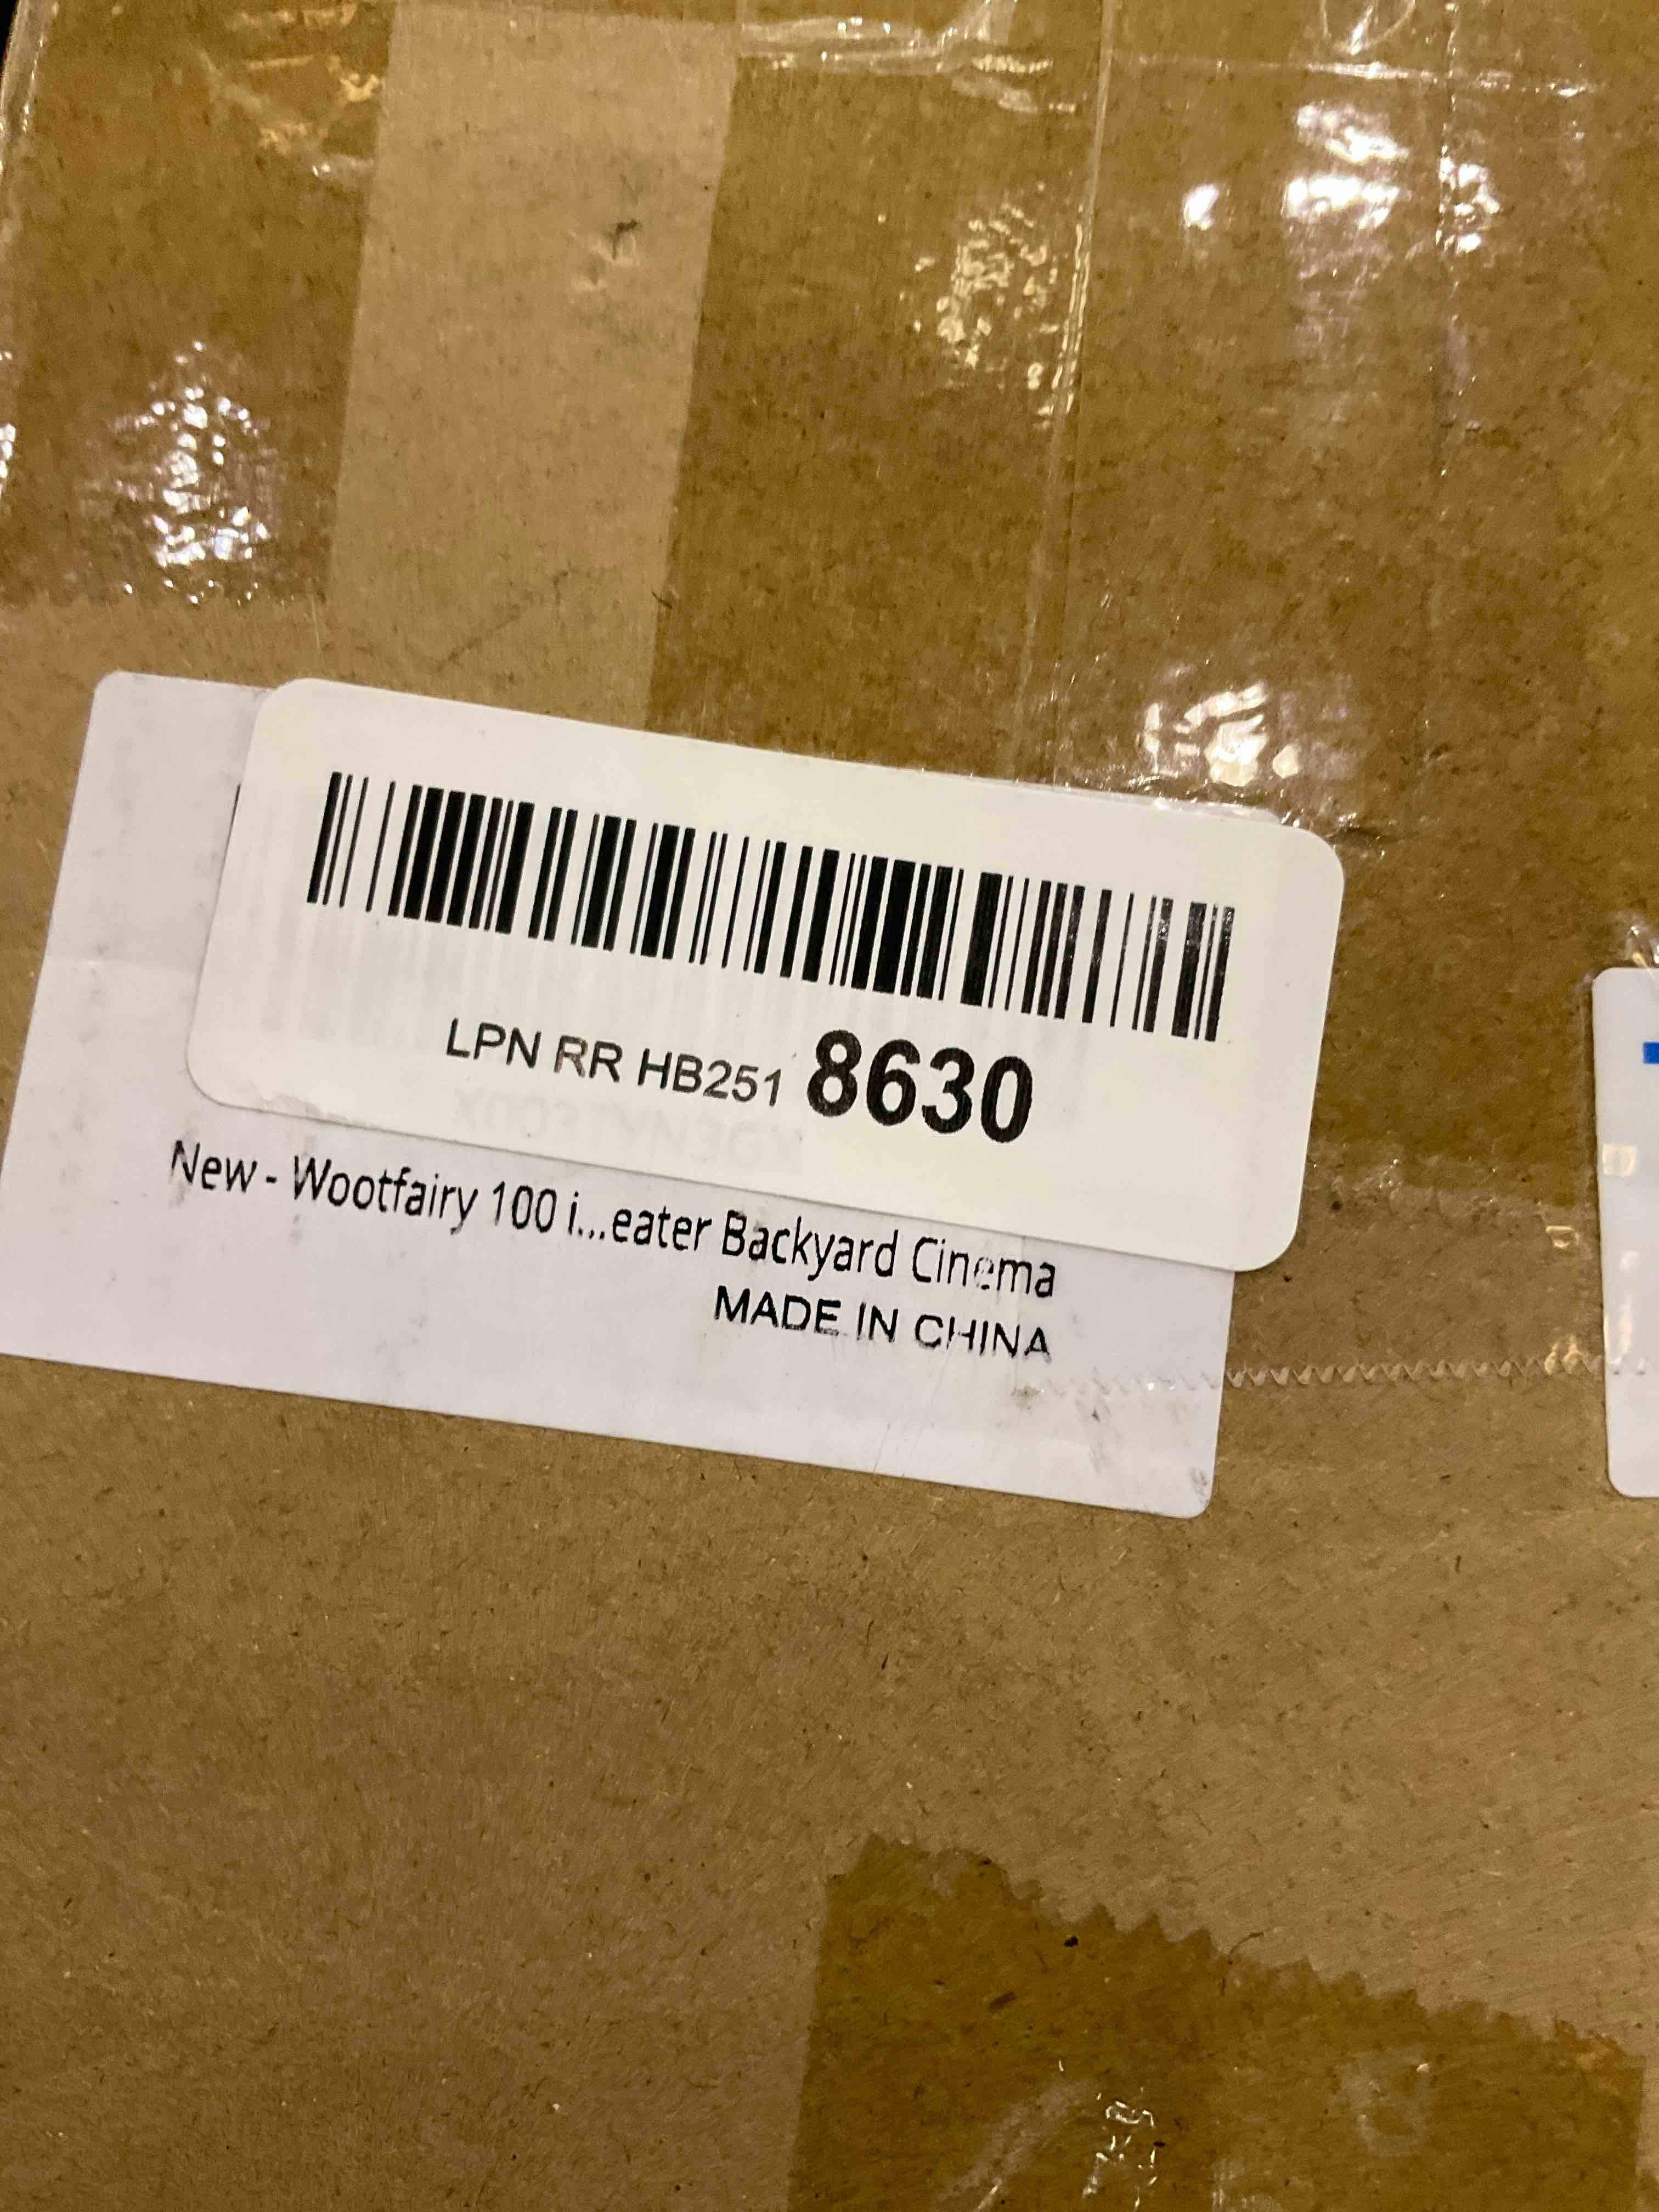 LPN RR HB251 8630
New - Wootfairy 100 i...eater Backyard Cinema
MADE IN CHINA